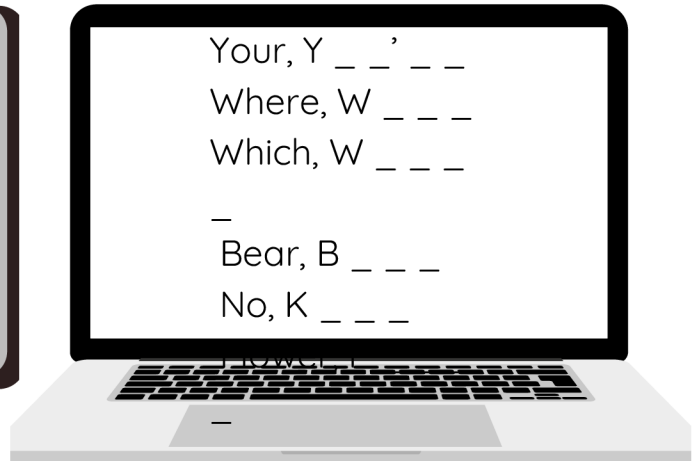 Your, Y _ _’ _ _
Where, W _ _ _
Which, W _ _ _
_
Bear, B _ _ _
No, K _ _ _
_